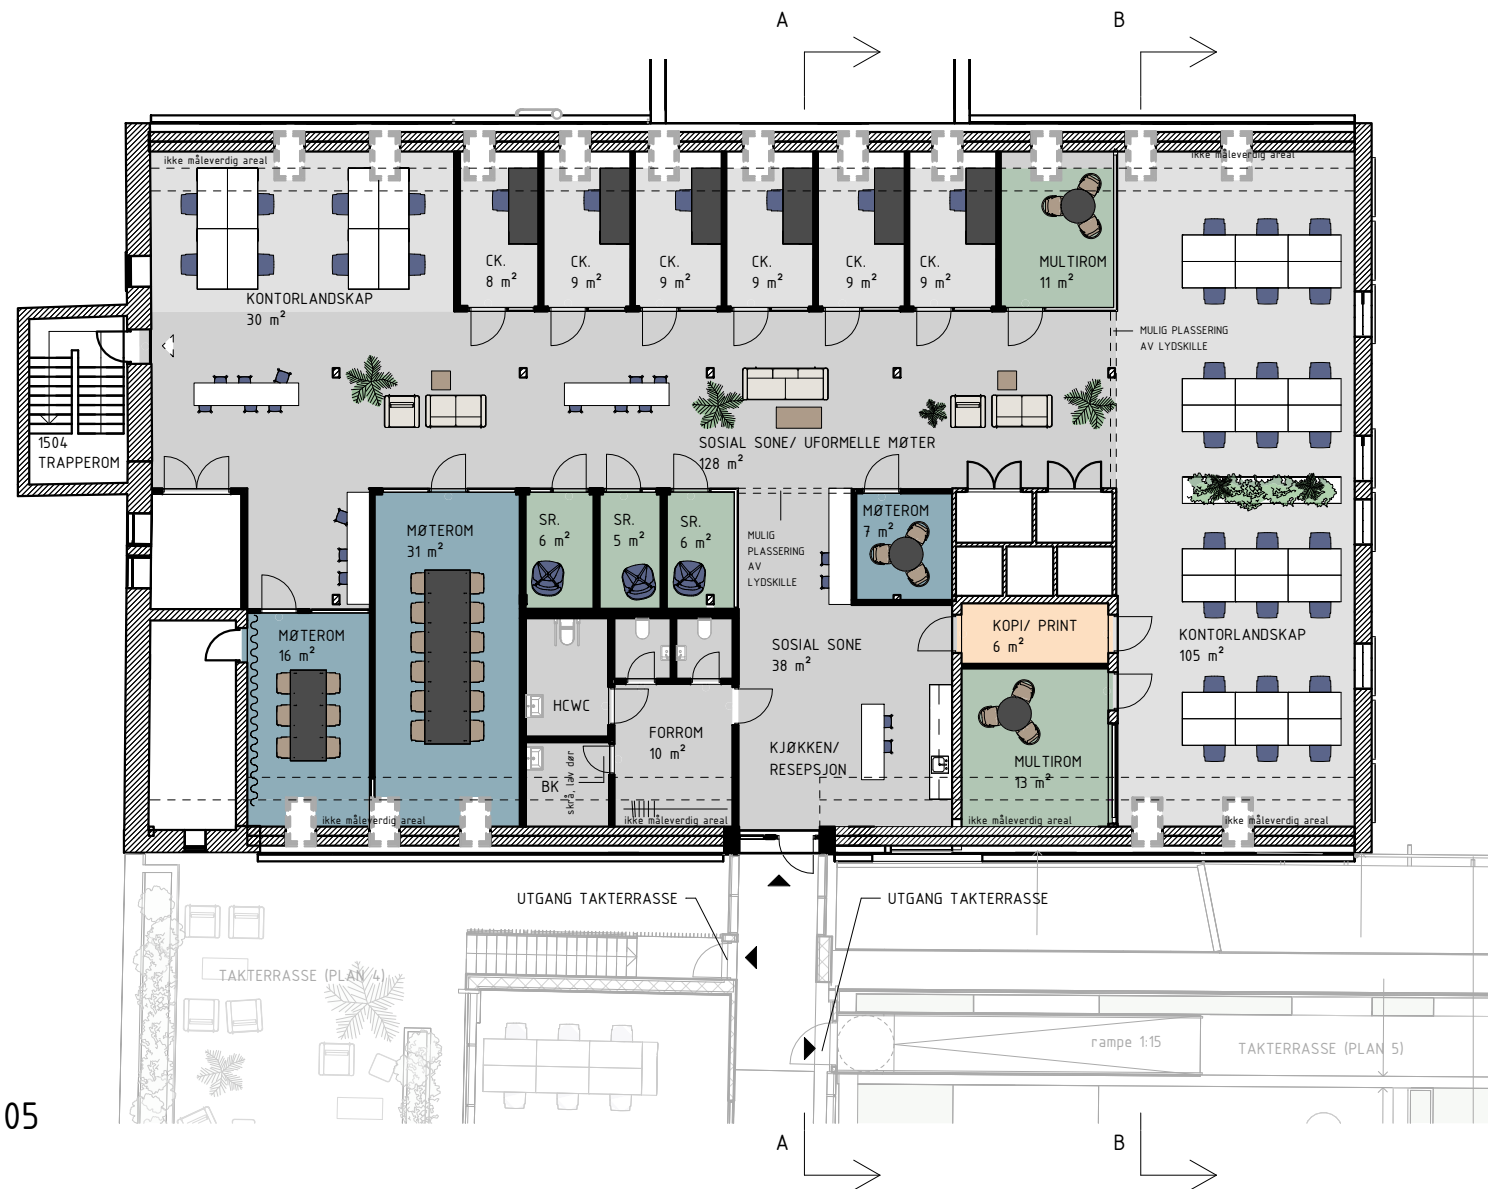 A
B
ikke måleverdig areal
ikke måleverdig areal
CK.
8 m²
CK.
9 m²
CK.
9 m²
CK.
9 m²
CK.
9 m²
CK.
9 m²
MULTIROM
11 m²
KONTORLANDSKAP
30 m²
MULIG PLASSERING
AV LYDSKILLE
1504
TRAPPEROM
SOSIAL SONE/ UFORMELLE MØTER
128 m²
MØTEROM
31 m²
SR.
6 m²
SR.
5 m²
SR.
6 m²
MULIG
PLASSERING
AV
LYDSKILLE
MØTEROM
7 m²
MØTEROM
16 m²
SOSIAL SONE
38 m²
KOPI/ PRINT
6 m²
KONTORLANDSKAP
105 m²
HCWC
FORROM
10 m²
KJØKKEN/
RESEPSJON
MULTIROM
13 m²
BK
skrå, lav dør
ikke måleverdig areal
ikke måleverdig areal
ikke måleverdig areal
ikke måleverdig areal
UTGANG TAKTERRASSE
UTGANG TAKTERRASSE
TAKTERRASSE (PLAN 4)
rampe 1:15
TAKTERRASSE (PLAN 5)
05
A
B